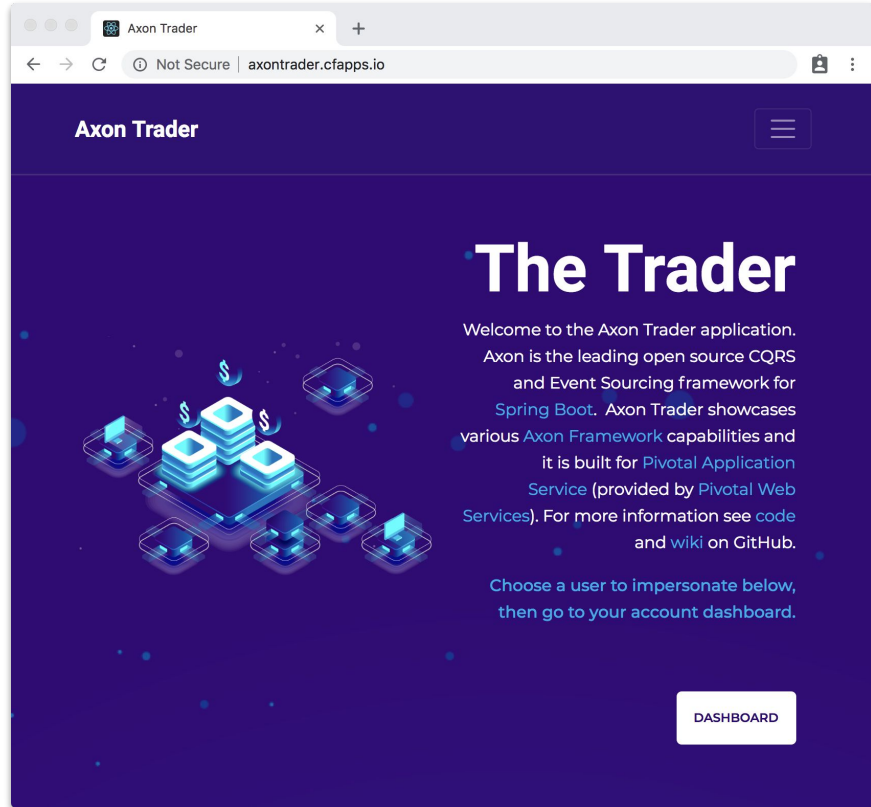 Axon Trader
Not Secure | axontrader.cfapps.io
Axon Trader
The Trader
Welcome to the Axon Trader application.
Axon is the leading open source CQRS
and Event Sourcing framework for
Spring Boot. Axon Trader showcases
various Axon Framework capabilities and
it is built for Pivotal Application
Service (provided by Pivotal Web
Services). For more information see code
and wiki on GitHub.
Choose a user to impersonate below,
then go to your account dashboard.
$
$
$
DASHBOARD